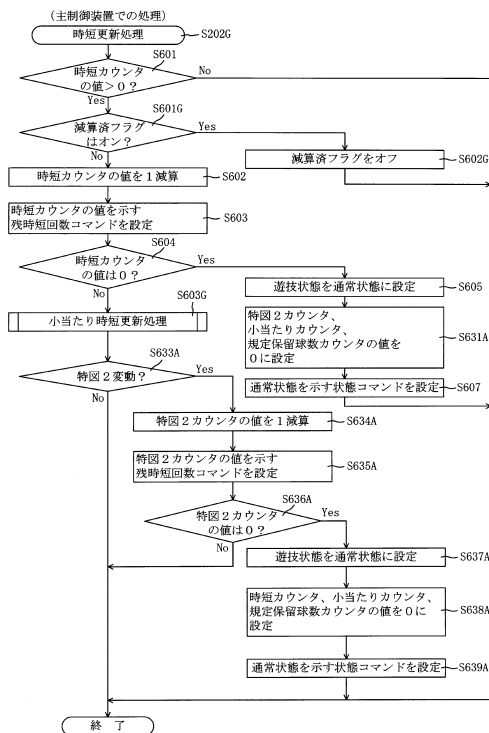 (主制御装置での処理)
時短更新処理
S202G
S601
時短カウンタ
の値>0?
No
Yes
S601G
減算済フラグ
はオン?
Yes
No
減算済フラグをオフ
S602G
時短カウンタの値を1減算
S602
時短カウンタの値を示す
残時短回数コマンドを設定
S603
S604
時短カウンタ
の値は0?
Yes
No
遊技状態を通常状態に設定
S605
S603G
小当たり時短更新処理
特図2カウンタ、
小当たりカウンタ、
規定保留球数カウンタの値を
0に設定
S631A
S633A
特図2変動?
Yes
No
通常状態を示す状態コマンドを設定
S607
特図2カウンタの値を1減算
S634A
特図2カウンタの値を示す
残時短回数コマンドを設定
S635A
S636A
特図2カウンタ
の値は0?
Yes
No
遊技状態を通常状態に設定
S637A
時短カウンタ、小当たりカウンタ、
規定保留球数カウンタの値を0に
設定
S638A
通常状態を示す状態コマンドを設定
S639A
終 了